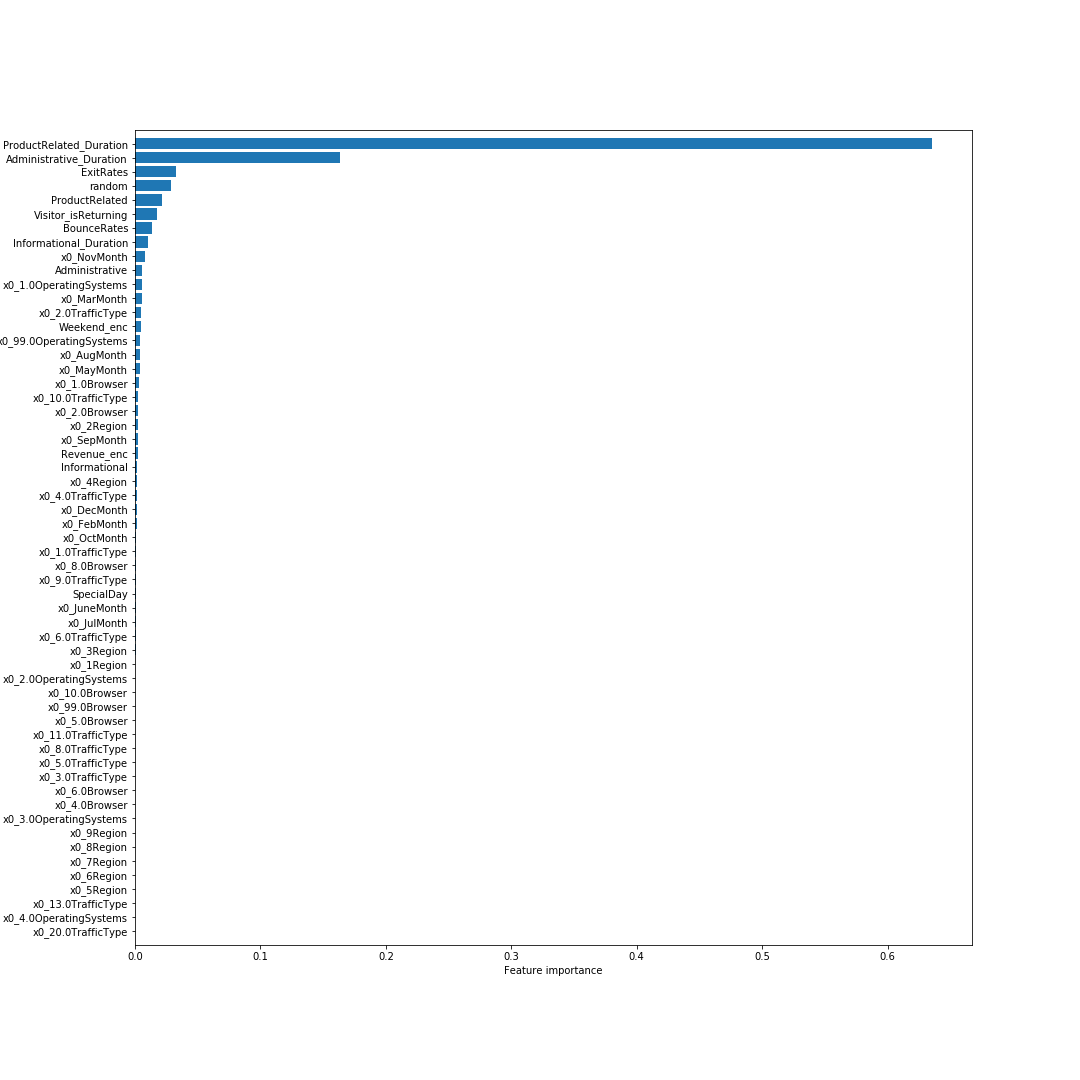 ProductRelated_Duration
Administrative_Duration
ExitRates
random
ProductRelated
Visitor_isReturning
BounceRates
Informational_Duration
x0_NovMonth
Administrative
x0_1.0OperatingSystems
x0_MarMonth
x0_2.0TrafficType
Weekend_enc
x0_99.0OperatingSystems
x0_AugMonth
x0_MayMonth
x0_1.0Browser
x0_10.0TrafficType
x0_2.0Browser
x0_2Region
x0_SepMonth
Revenue_enc
Informational
x0_4Region
x0_4.0TrafficType
x0_DecMonth
x0_FebMonth
x0_OctMonth
x0_1.0TrafficType
x0_8.0Browser
x0_9.0TrafficType
SpecialDay
x0_JuneMonth
x0_JulMonth
x0_6.0TrafficType
x0_3Region
x0_1Region
x0_2.0OperatingSystems
x0_10.0Browser
x0_99.0Browser
x0_5.0Browser
x0_11.0TrafficType
x0_8.0TrafficType
x0_5.0TrafficType
x0_3.0TrafficType
x0_6.0Browser
x0_4.0Browser
x0_3.0OperatingSystems
x0_9Region
x0_8Region
x0_7Region
x0_6Region
x0_5Region
x0_13.0TrafficType
x0_4.0OperatingSystems
x0_20.0TrafficType
0.0 0.1 0.2 0.3 0.4 0.5 0.6
Feature importance